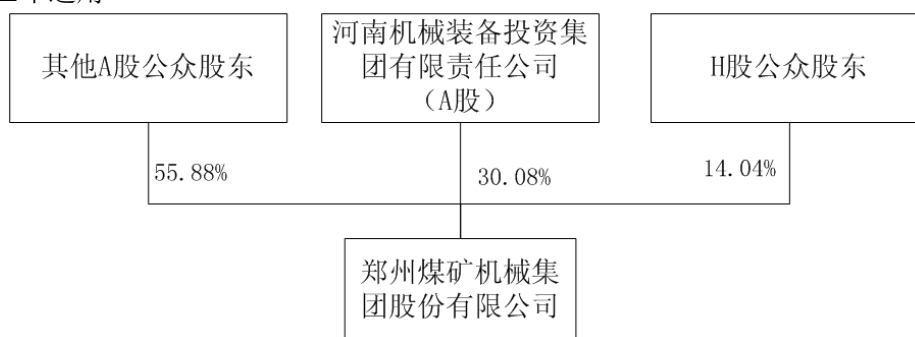 其他A股公众股东
河南机械装备投资集
团有限责任公司
（A股）
H股公众股东
55.88%
30.08%
14.04%
郑州煤矿机械集
团股份有限公司